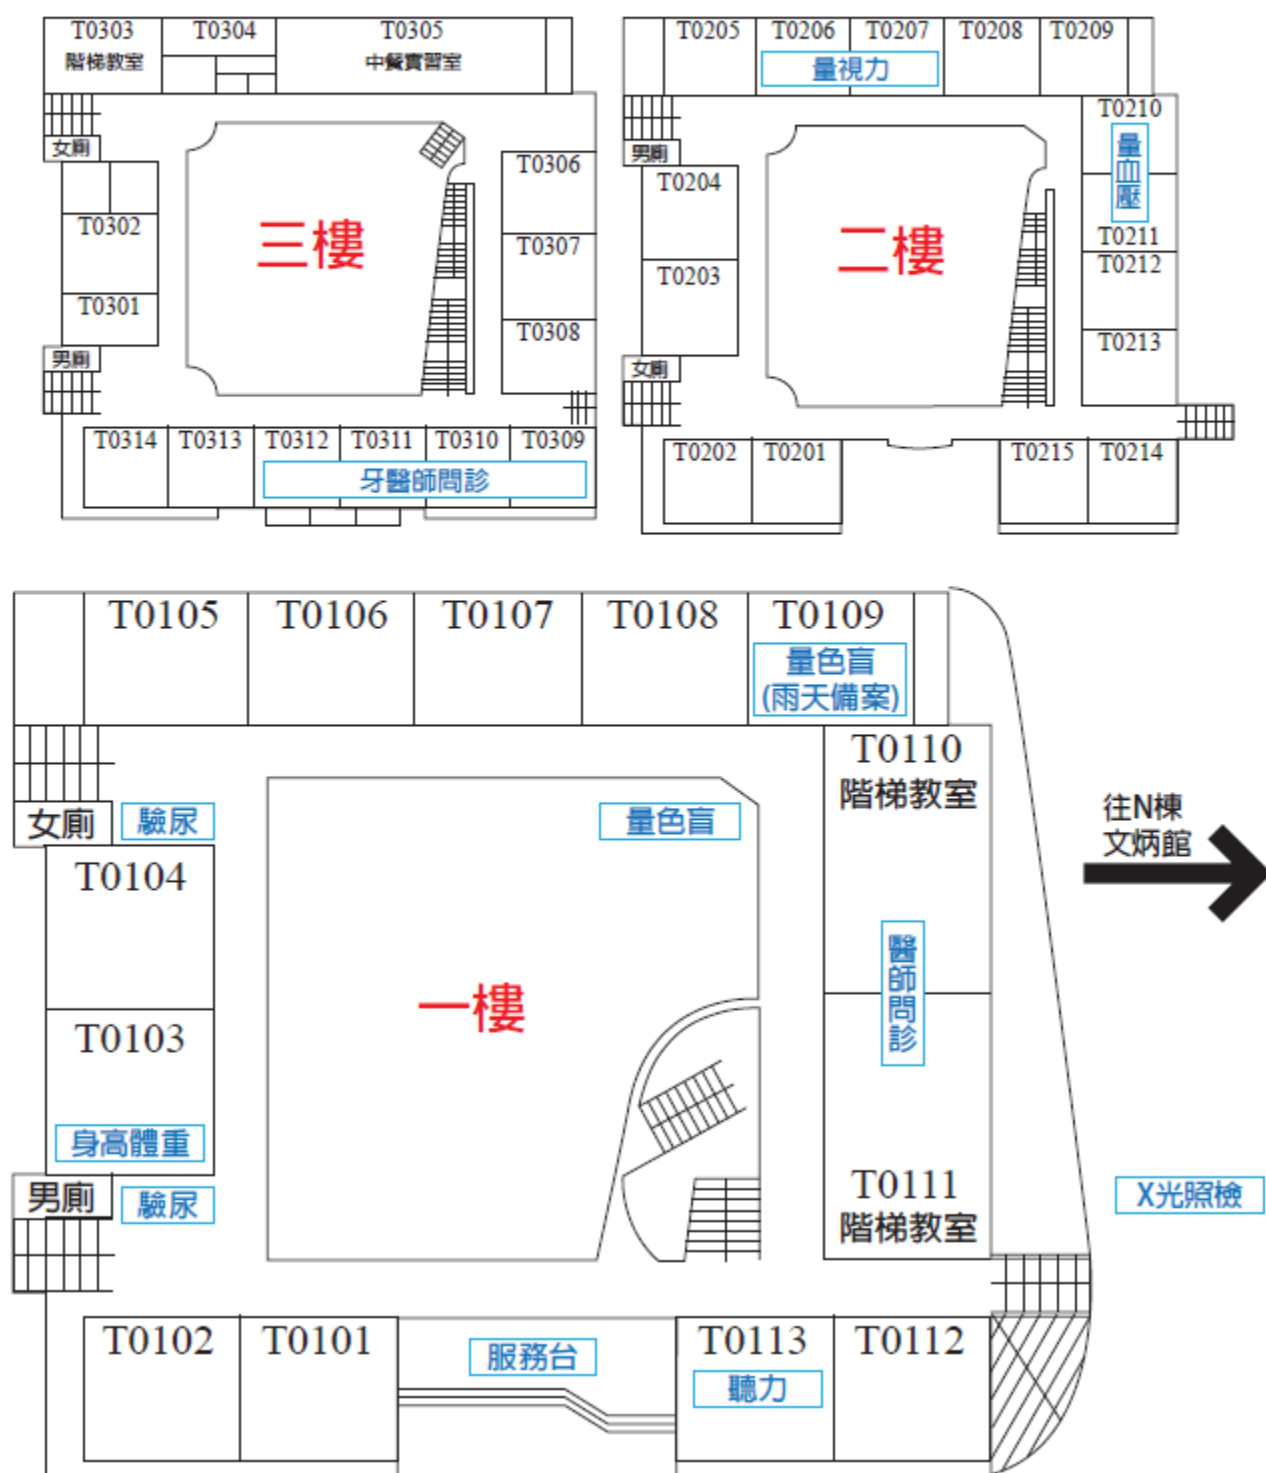 T0303
階梯教室
T0304
T0305
中餐實習室
女廁
T0302
T0301
男廁
三樓
T0306
T0307
T0308
T0314
T0313
T0312
T0311
T0310
T0309
牙醫師問診
T0205
T0206
T0207
T0208
T0209
量視力
男廁
T0204
T0203
女廁
二樓
T0210
量血壓
T0211
T0212
T0213
T0202
T0201
T0215
T0214
T0105
T0106
T0107
T0108
T0109
量色盲
(雨天備案)
女廁
驗尿
T0104
T0103
身高體重
男廁
驗尿
量色盲
一樓
T0110
階梯教室
醫師問診
T0111
階梯教室
往N棟
文炳館
X光照檢
T0102
T0101
服務台
T0113
聽力
T0112